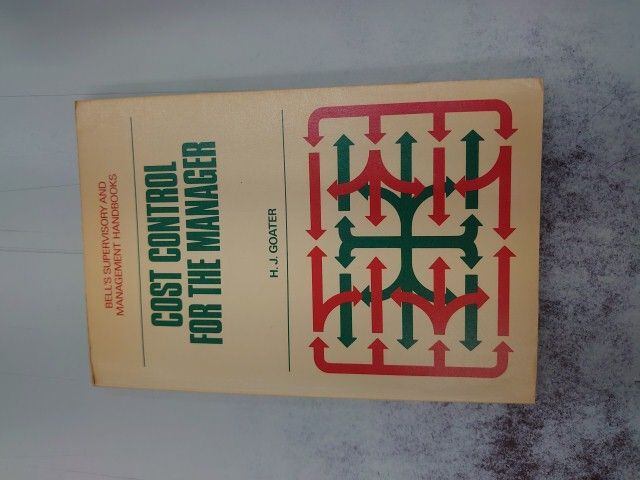 BELL'S SUPERVISORY AND
MANAGEMENT HANDBOOKS
COST CONTROL
FOR THE MANAGER
H. J. GOATER